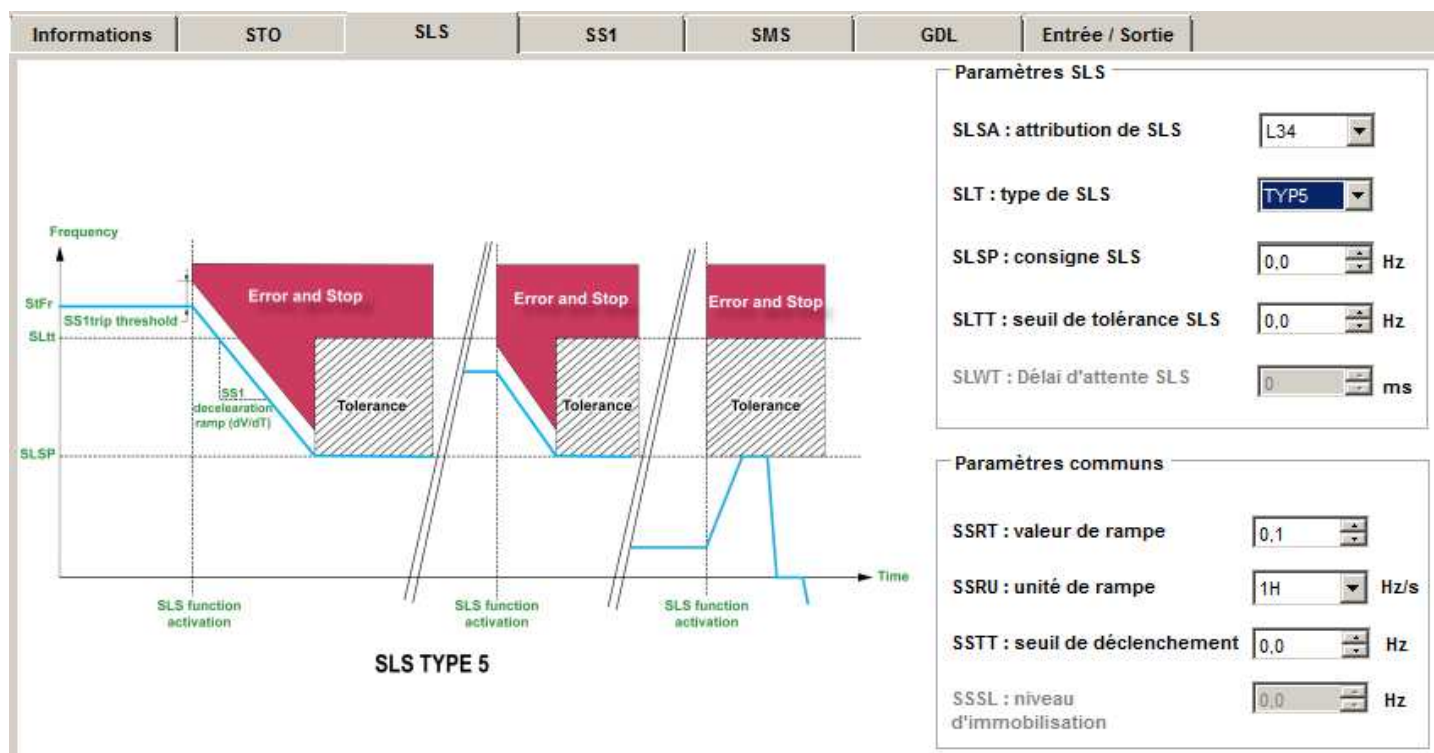 Informations
STO
SLS
SS1
SMS
GDL
Entrée / Sortie
Frequency
StFr
SS1trip threshold
SLtt
SS1
decelearation
ramp (dV/dT)
SLSP
Error and Stop
Tolerance
Error and Stop
Tolerance
Error and Stop
Tolerance
Time
SLS function
activation
SLS function
activation
SLS function
activation
SLS TYPE 5
Paramètres SLS
SLSA : attribution de SLS L34
SLT : type de SLS TYP5
SLSP : consigne SLS 0,0 Hz
SLTT : seuil de tolérance SLS 0,0 Hz
SLWT : Délai d'attente SLS 0 ms
Paramètres communs
SSRT : valeur de rampe 0,1
SSRU : unité de rampe 1H Hz/s
SSTT : seuil de déclenchement 0,0 Hz
SSSL : niveau
d'immobilisation 0,0 Hz